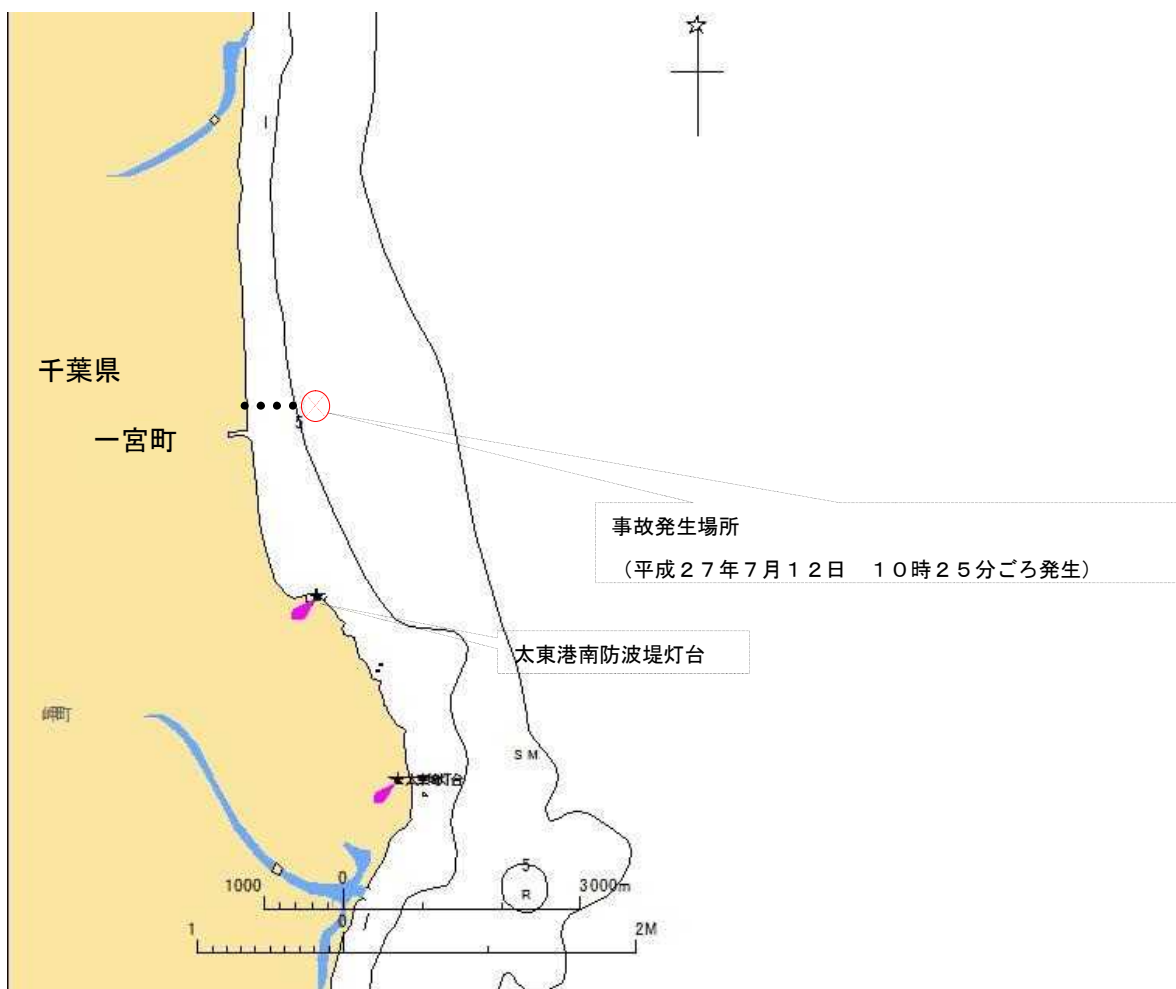 千葉県
5
一宮町
事故発生場所
（平成２７年７月１２日　１０時２５分ごろ発生）
太東港南防波堤灯台
岬町
S M
太東埼灯台
5
R
1000 0 3000m
1 0 2M